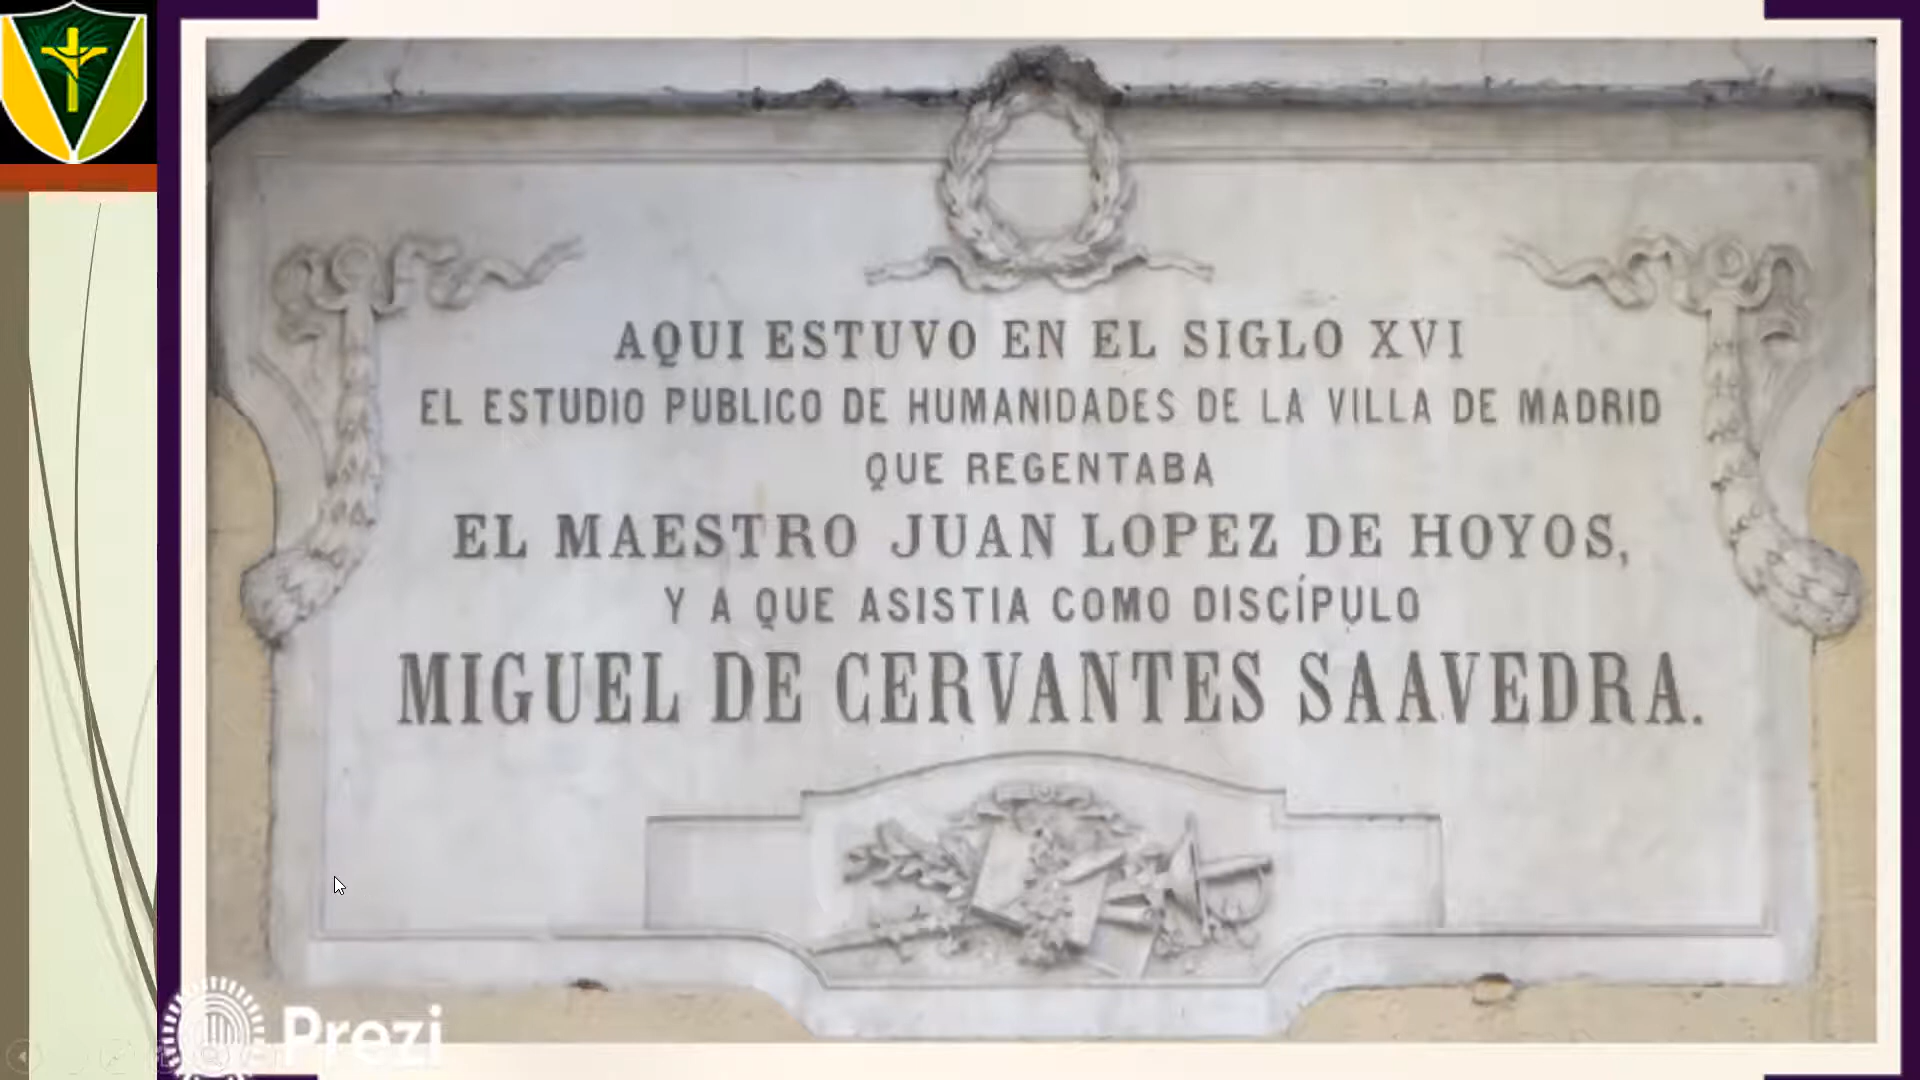 AQUI ESTUVO EN EL SIGLO XVI
EL ESTUDIO PUBLICO DE HUMANIDADES DE LA VILLA DE MADRID
QUE REGENTABA
EL MAESTRO JUAN LOPEZ DE HOYOS,
Y A QUE ASISTIA COMO DISCÍPULO
MIGUEL DE CERVANTES SAAVEDRA.
Prezi